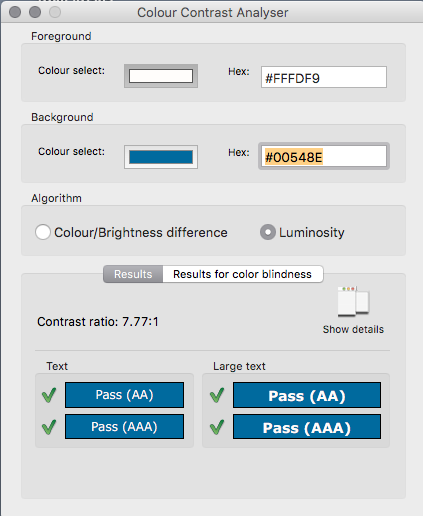 Colour Contrast Analyser
Foreground
Colour select:
Hex:
#FFFDF9
Background
Colour select:
Hex:
#00548E
Algorithm
Colour/Brightness difference
Luminosity
Results
Results for color blindness
Contrast ratio: 7.77:1
Show details
Text
Large text
Pass (AA)
Pass (AA)
Pass (AAA)
Pass (AAA)